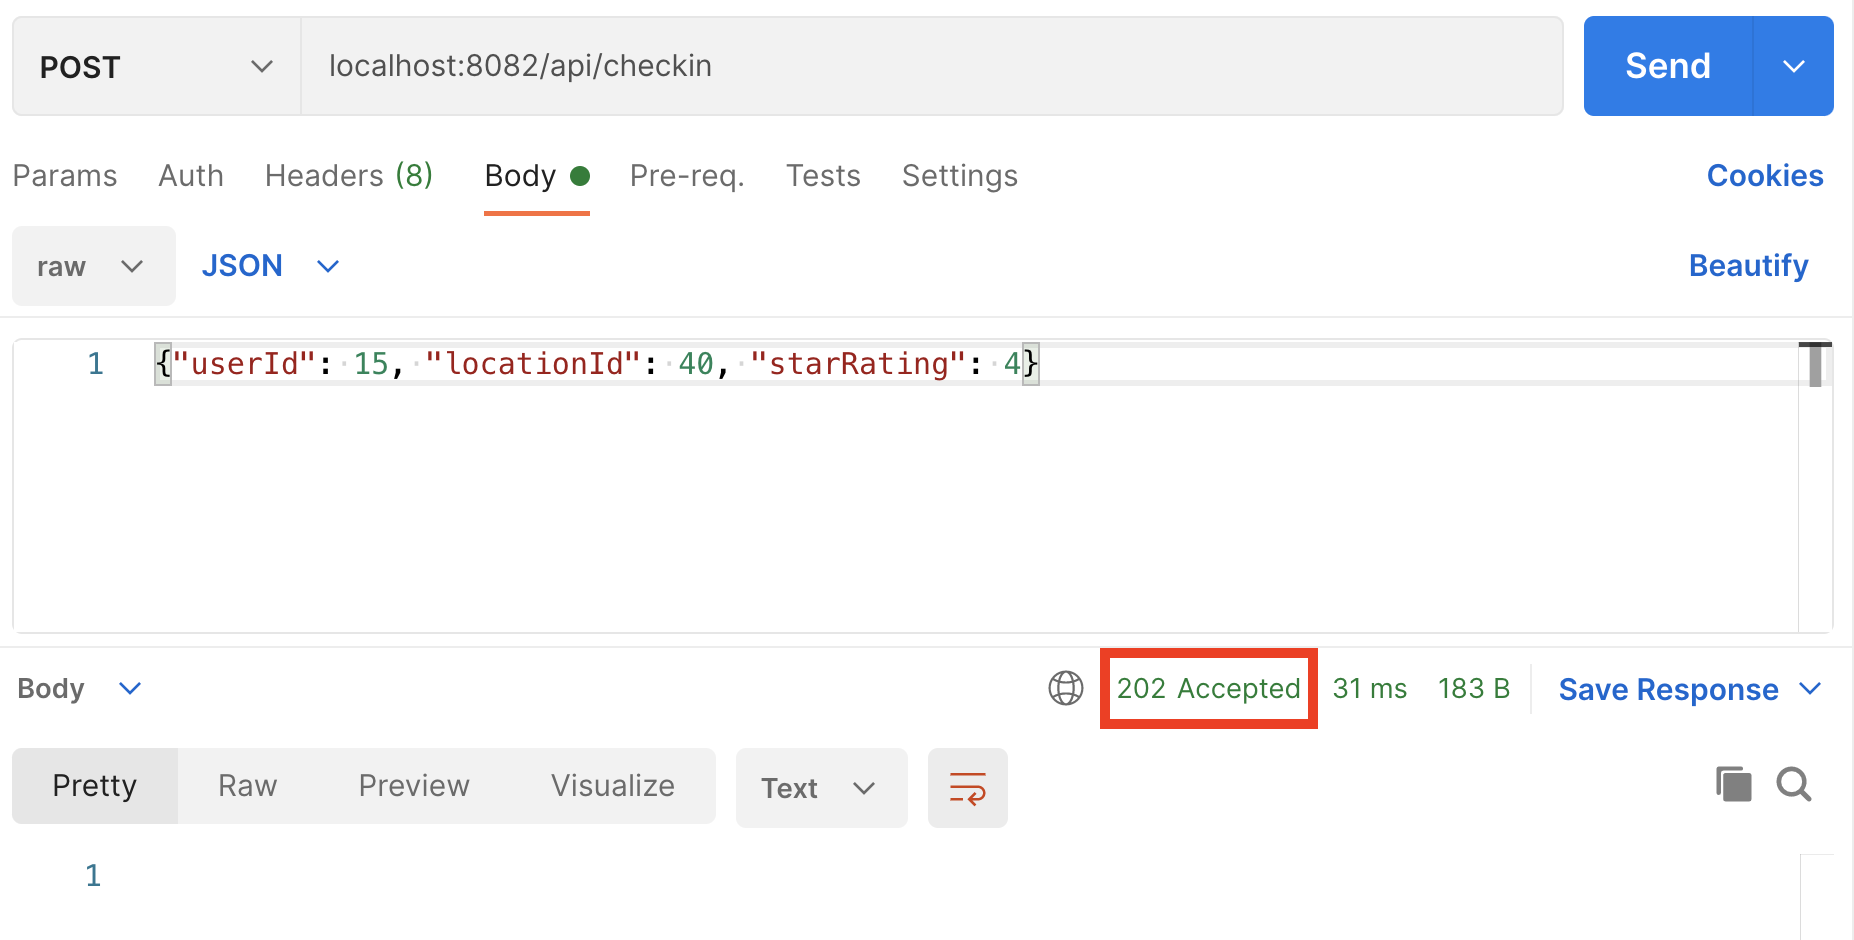 POST localhost:8082/api/checkin Send
Params Auth Headers (8) Body Pre-req. Tests Settings Cookies
raw JSON Beautify
1 {"userId": 15, "locationId": 40, "starRating": 4}
Body 202 Accepted 31 ms 183 B Save Response
Pretty Raw Preview Visualize Text
1